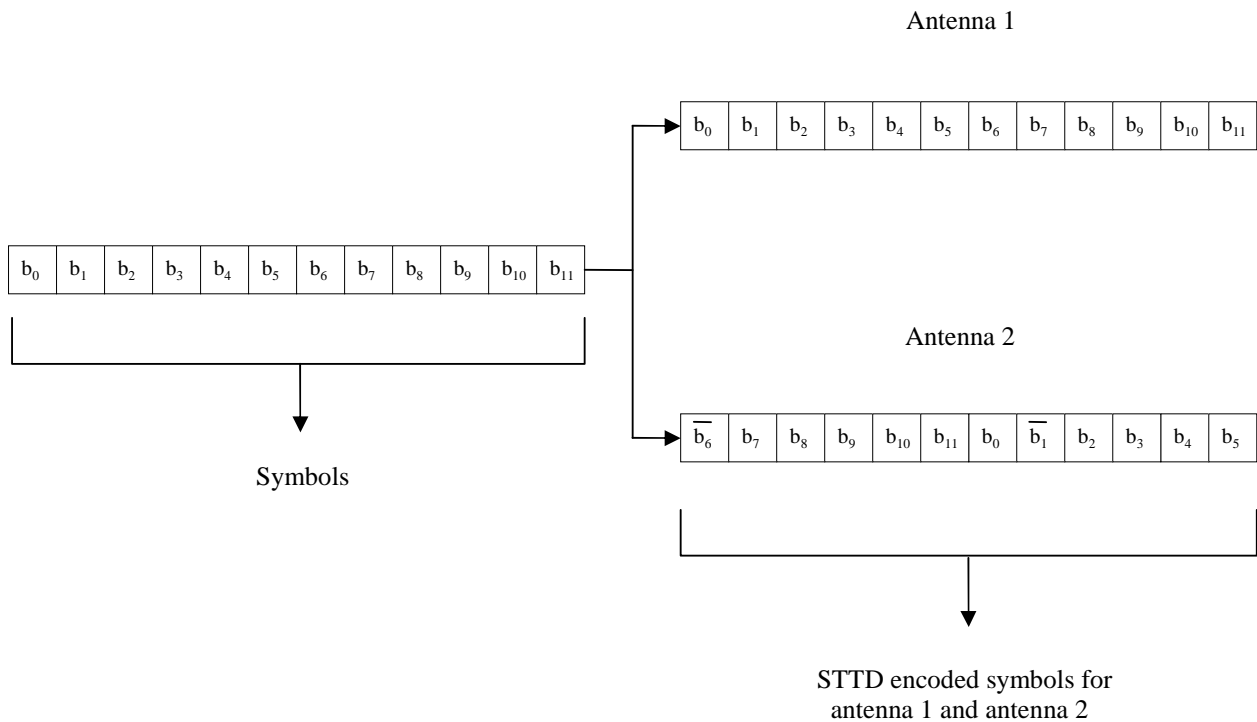 Antenna 1
b₀ b₁ b₂ b₃ b₄ b₅ b₆ b₇ b₈ b₉ b₁₀ b₁₁
b₀ b₁ b₂ b₃ b₄ b₅ b₆ b₇ b₈ b₉ b₁₀ b₁₁
Antenna 2
b̅₆ b₇ b₈ b₉ b₁₀ b₁₁ b₀ b̅₁ b₂ b₃ b₄ b₅
Symbols
STTD encoded symbols for
antenna 1 and antenna 2